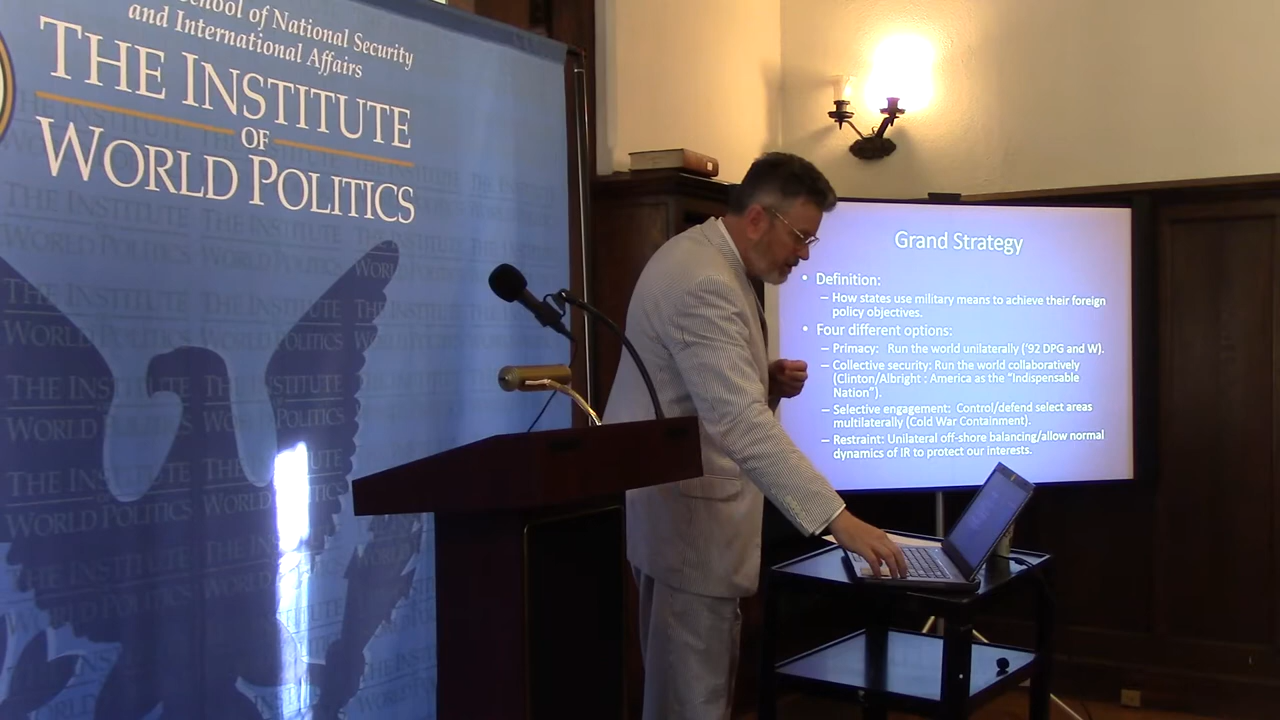 School of National Security
and International Affairs
THE INSTITUTE
OF
WORLD POLITICS
Grand Strategy
• Definition:
– How states use military means to achieve their foreign
policy objectives.
• Four different options:
– Primacy: Run the world unilaterally ('92 DPG and W).
– Collective security: Run the world collaboratively
(Clinton/Albright : America as the "Indispensable
Nation").
– Selective engagement: Control/defend select areas
multilaterally (Cold War Containment).
– Restraint: Unilateral off-shore balancing/allow normal
dynamics of IR to protect our interests.